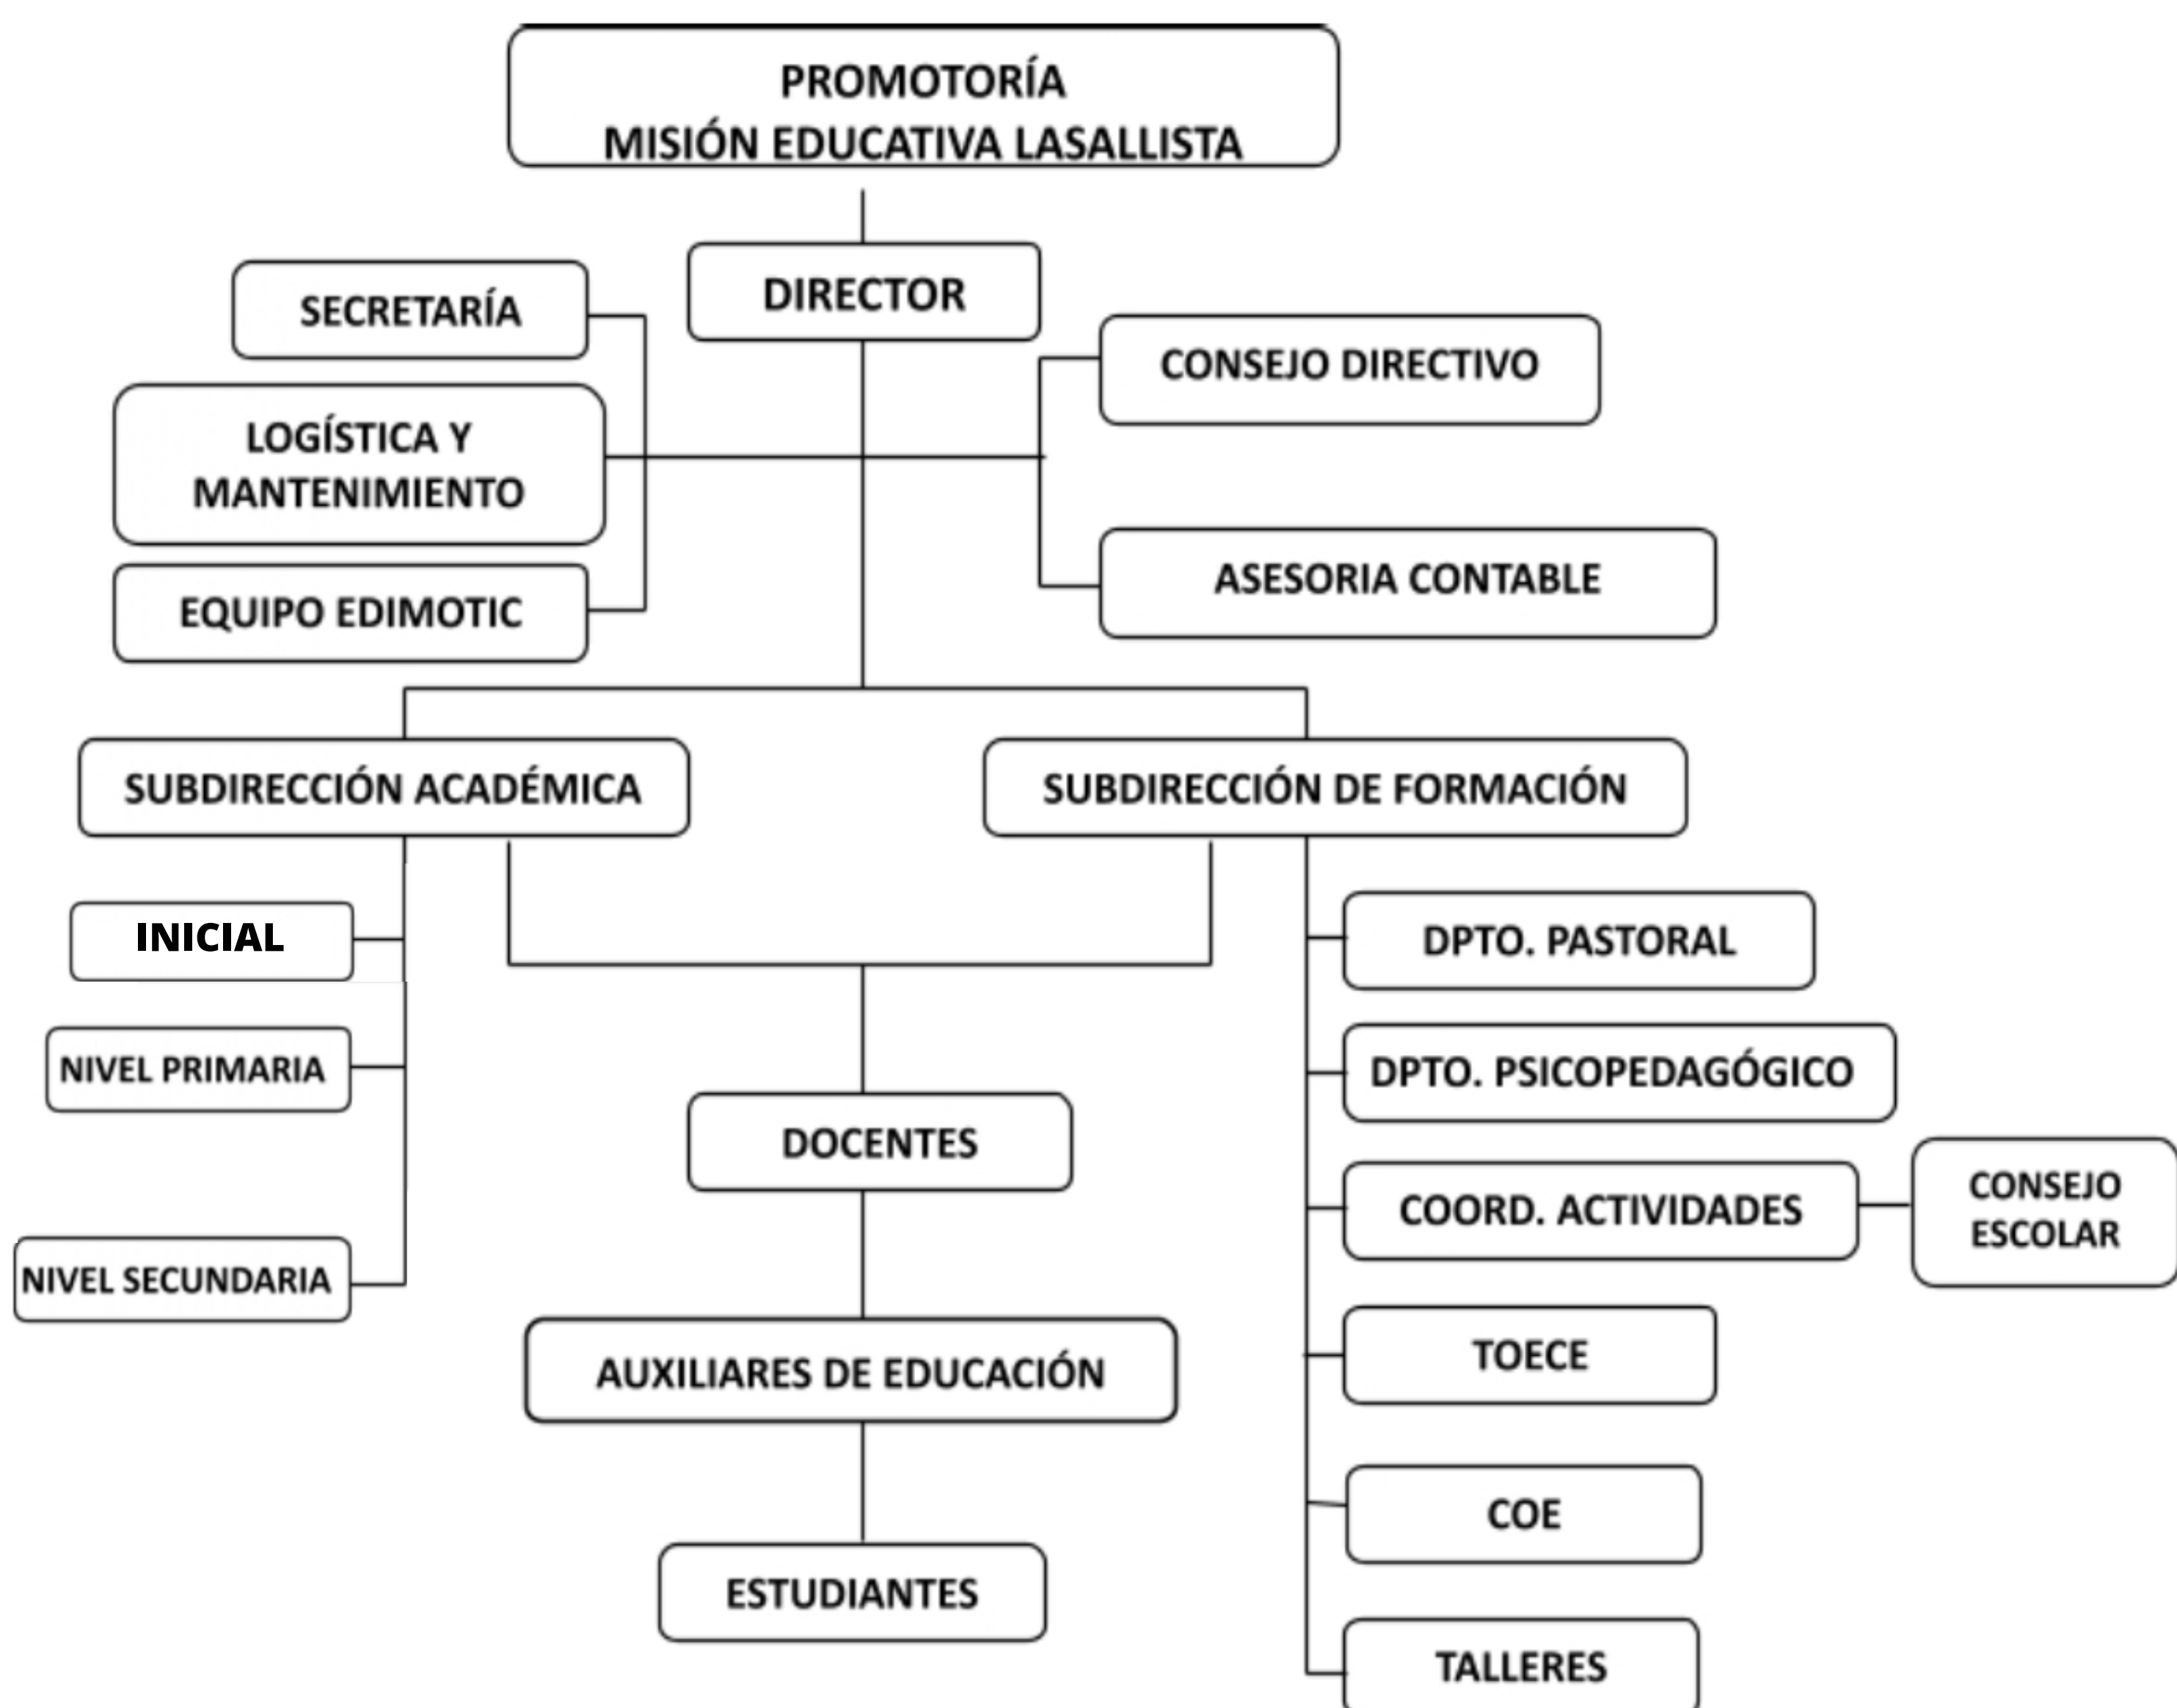 PROMOTORÍA
MISIÓN EDUCATIVA LASALLISTA
DIRECTOR
SECRETARÍA
LOGÍSTICA Y
MANTENIMIENTO
EQUIPO EDIMOTIC
CONSEJO DIRECTIVO
ASESORIA CONTABLE
SUBDIRECCIÓN ACADÉMICA
SUBDIRECCIÓN DE FORMACIÓN
INICIAL
NIVEL PRIMARIA
NIVEL SECUNDARIA
DOCENTES
AUXILIARES DE EDUCACIÓN
ESTUDIANTES
DPTO. PASTORAL
DPTO. PSICOPEDAGÓGICO
COORD. ACTIVIDADES
CONSEJO
ESCOLAR
TOECE
COE
TALLERES